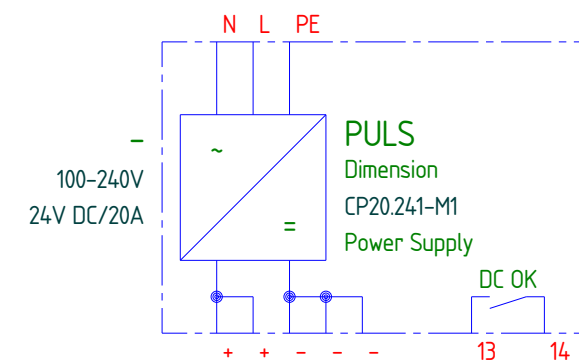 N L PE
–
100-240V
24V DC/20A
~
=
PULS
Dimension
CP20.241-M1
Power Supply
DC OK
+ + - - - 13 14